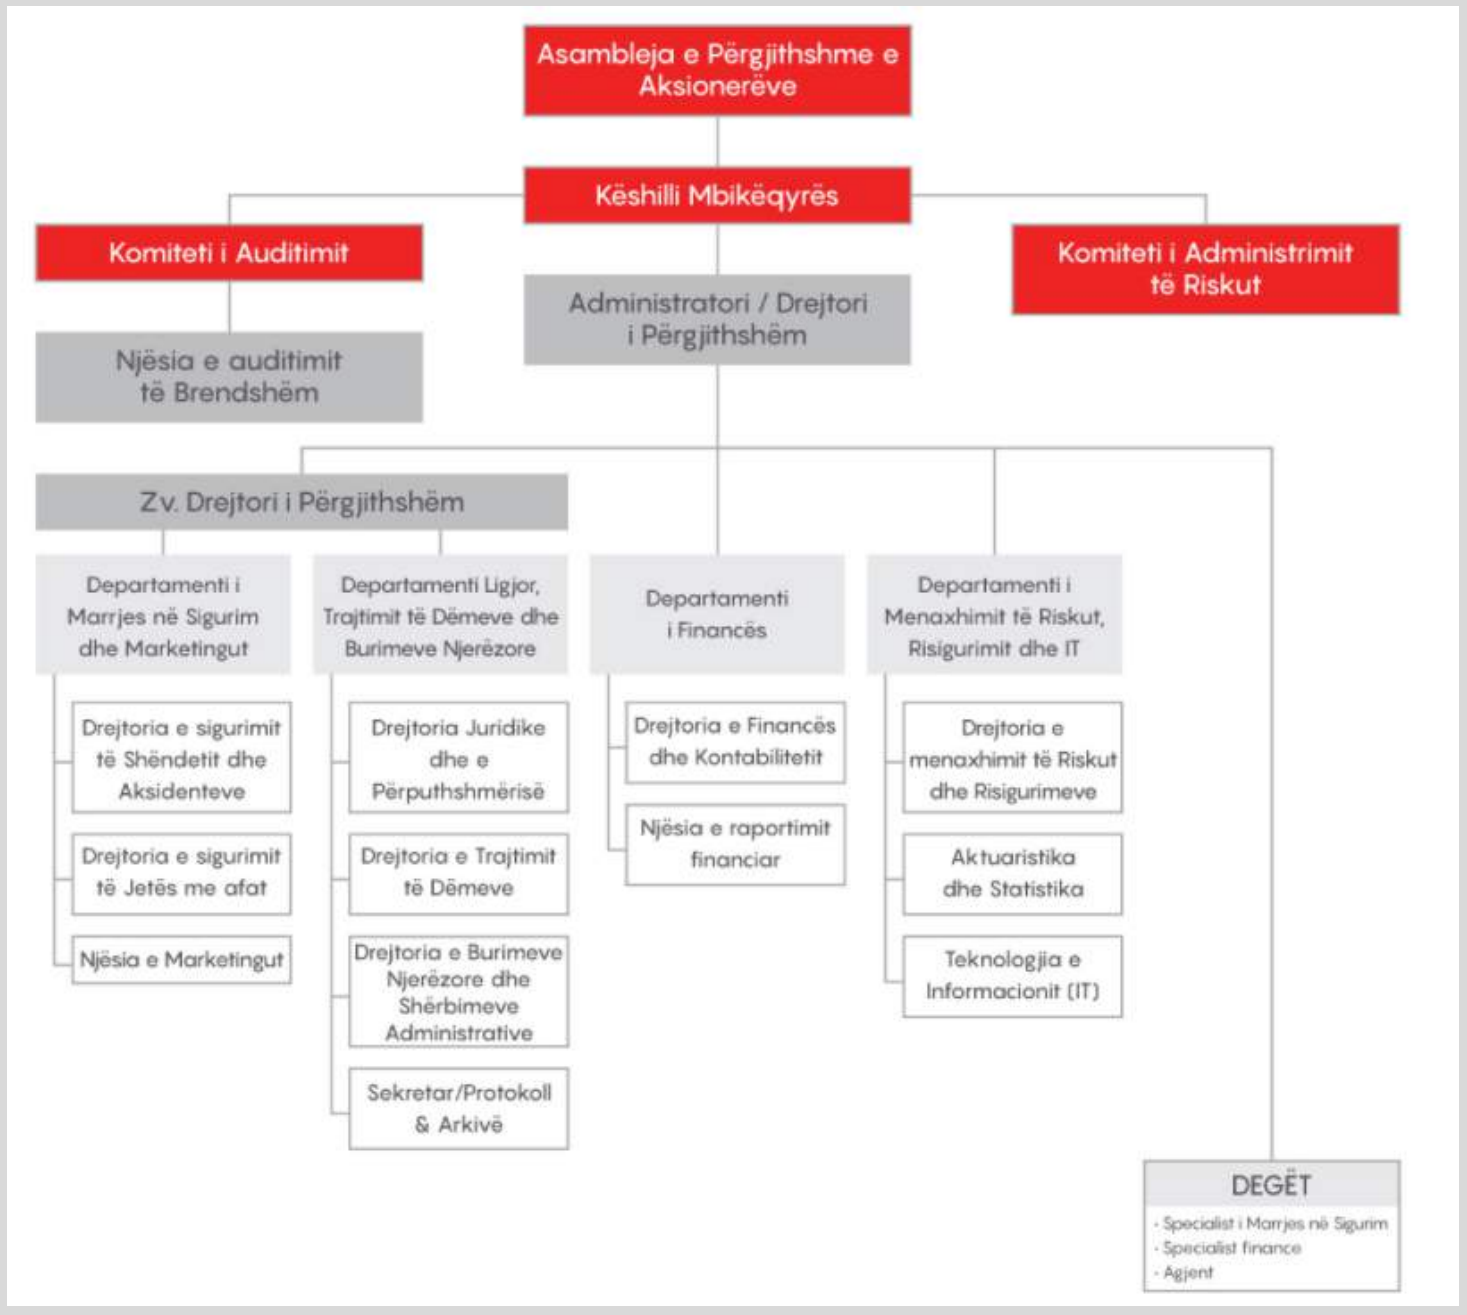 Asambleja e Përgjithshme e
Aksionerëve
Këshilli Mbikëqyrës
Komiteti i Auditimit
Komiteti i Administrimit
të Riskut
Administratori / Drejtori
i Përgjithshëm
Njësia e auditimit
të Brendshëm
Zv. Drejtori i Përgjithshëm
Departamenti i
Marrjes në Sigurim
dhe Marketingut
Departamenti Ligjor,
Trajtimit të Dëmeve dhe
Burimeve Njerëzore
Departamenti
i Financës
Departamenti i
Menaxhimit të Riskut,
Risigurimit dhe IT
Drejtoria e sigurimit
të Shëndetit dhe
Aksidenteve
Drejtoria e sigurimit
të Jetës me afat
Njësia e Marketingut
Drejtoria Juridike
dhe e
Përputhshmërisë
Drejtoria e Trajtimit
të Dëmeve
Drejtoria e Burimeve
Njerëzore dhe
Shërbimeve
Administrative
Sekretar/Protokoll
& Arkivë
Drejtoria e Financës
dhe Kontabilitetit
Njësia e raportimit
financiar
Drejtoria e
menaxhimit të Riskut
dhe Risigurimeve
Aktuaristika
dhe Statistika
Teknologjia e
Informacionit (IT)
DEGËT
- Specialist i Marrjes në Sigurim
- Specialist finance
- Agjent